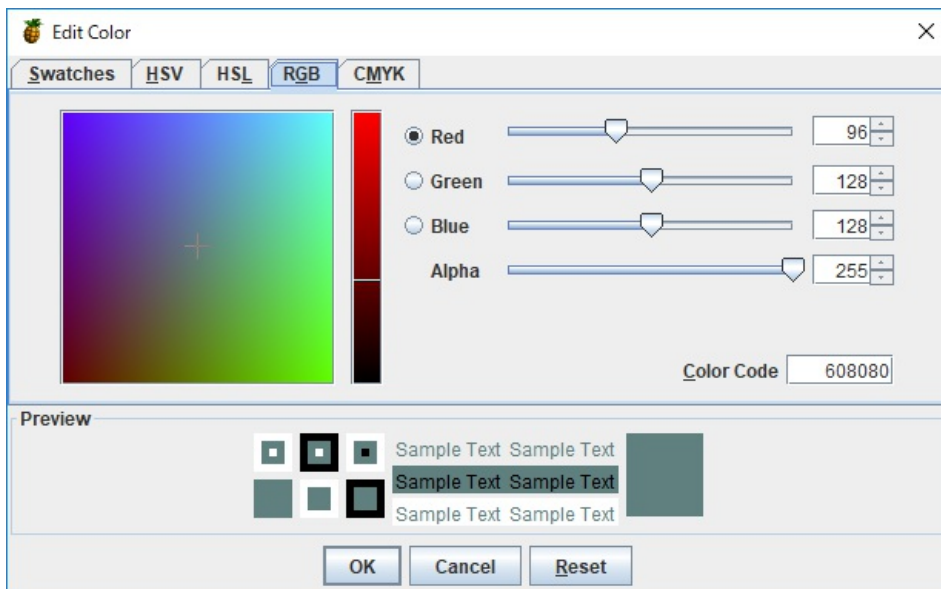 Edit Color
Swatches HSV HSL RGB CMYK
Red 96
Green 128
Blue 128
Alpha 255
Color Code 608080
Preview
Sample Text Sample Text
Sample Text Sample Text
Sample Text Sample Text
OK Cancel Reset